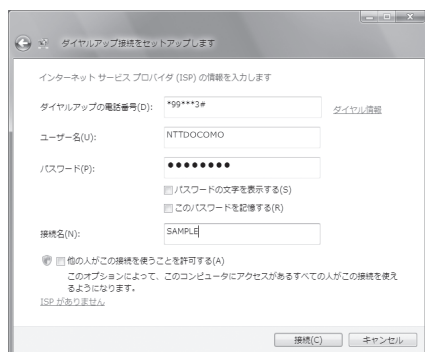 ダイヤルアップ接続をセットアップします
インターネット サービス プロバイダ (ISP) の情報を入力します
ダイヤルアップの電話番号(D): *99***3# ダイヤル情報
ユーザー名(U): NTTDOCOMO
パスワード(P): ●●●●●●●●
パスワードの文字を表示する(S)
このパスワードを記憶する(R)
接続名(N): SAMPLE
他の人がこの接続を使うことを許可する(A)
このオプションによって、このコンピュータにアクセスがあるすべての人がこの接続を使え
るようになります。
ISP がありません
接続(C) キャンセル